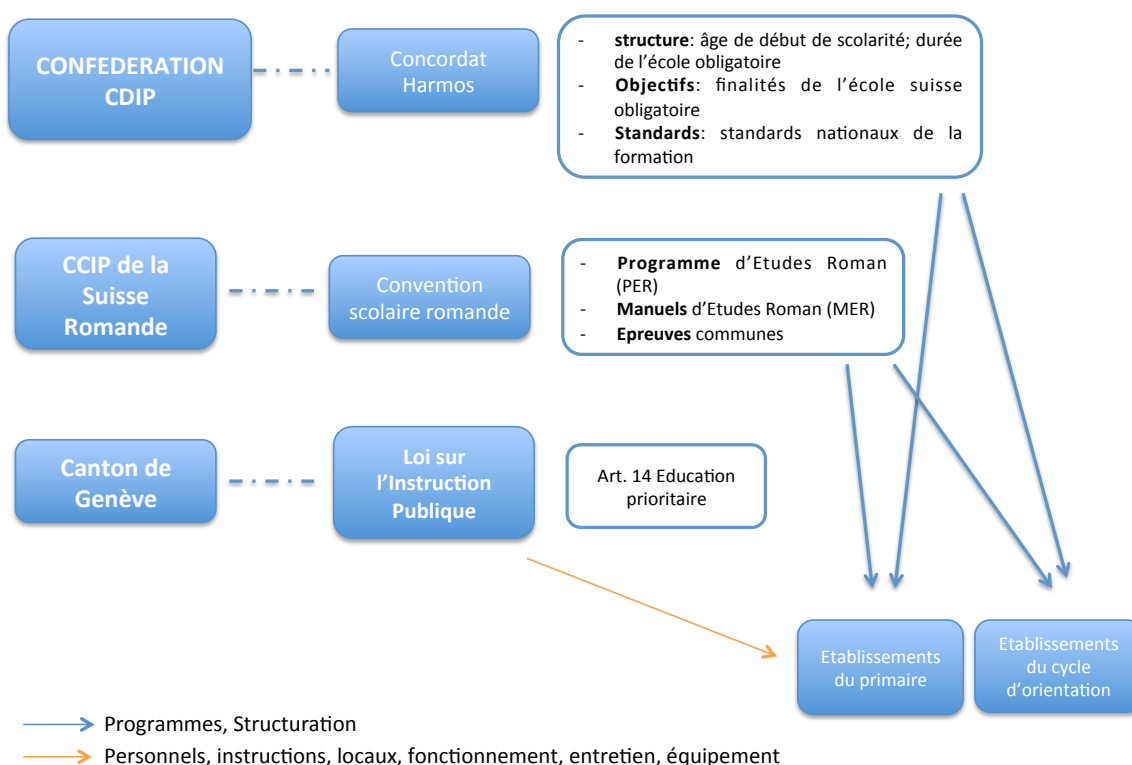 CONFEDERATION
CDIP
Concordat
Harmos
- structure: âge de début de scolarité; durée
de l'école obligatoire
- Objectifs: finalités de l'école suisse
obligatoire
- Standards: standards nationaux de la
formation
CCIP de la
Suisse
Romande
Convention
scolaire romande
- Programme d'Etudes Roman
(PER)
- Manuels d'Etudes Roman (MER)
- Epreuves communes
Canton de
Genève
Loi sur
l'Instruction
Publique
Art. 14 Education
prioritaire
Etablissements
du primaire
Etablissements
du cycle
d'orientation
Programmes, Structuration
Personnels, instructions, locaux, fonctionnement, entretien, équipement